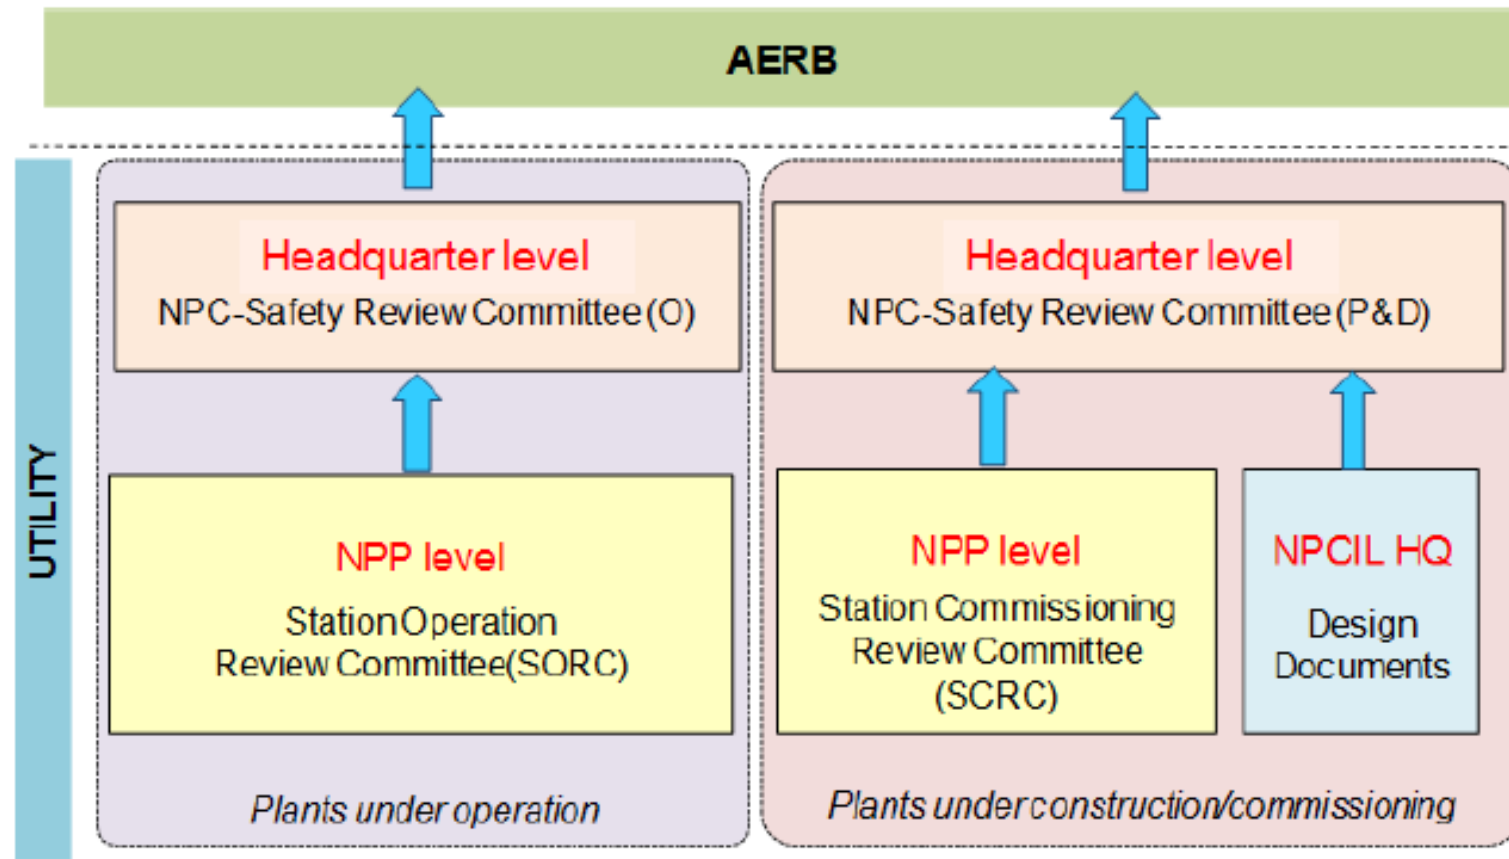 AERB
UTILITY
Headquarter level
NPC-Safety Review Committee (O)
NPP level
Station Operation
Review Committee(SORC)
Plants under operation
Headquarter level
NPC-Safety Review Committee (P&D)
NPP level
Station Commissioning
Review Committee
(SCRC)
NPCIL HQ
Design
Documents
Plants under construction/commissioning